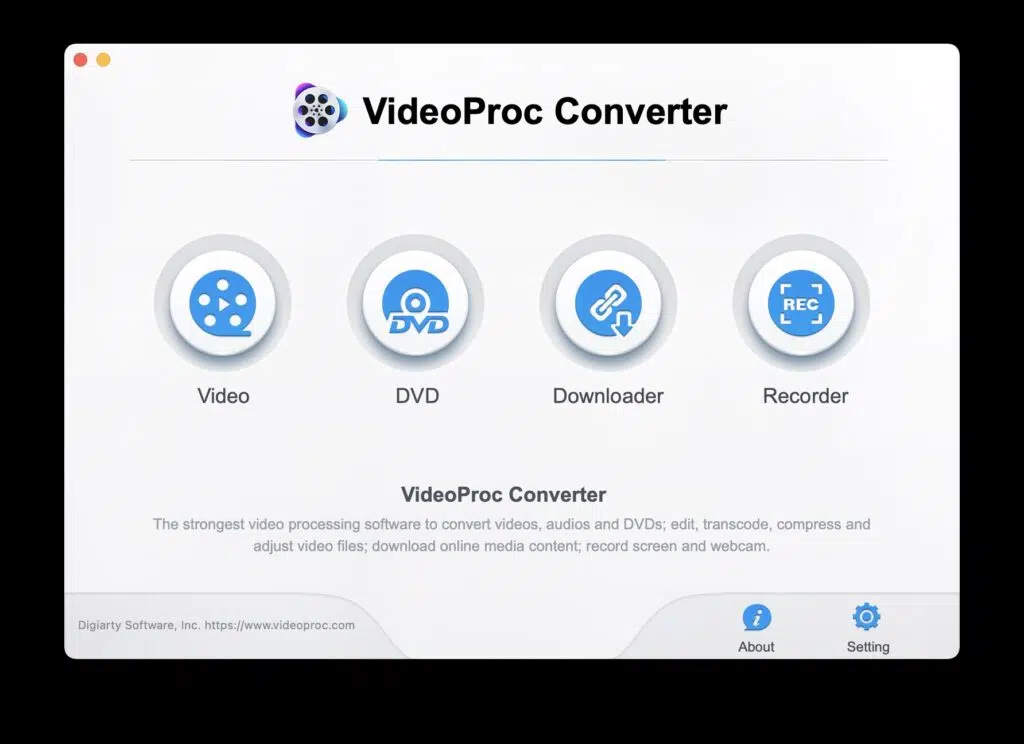 VideoProc Converter
DVD
REC
Video
DVD
Downloader
Recorder
VideoProc Converter
The strongest video processing software to convert videos, audios and DVDs; edit, transcode, compress and
adjust video files; download online media content; record screen and webcam.
Digiarty Software, Inc. https://www.videoproc.com
About
Setting